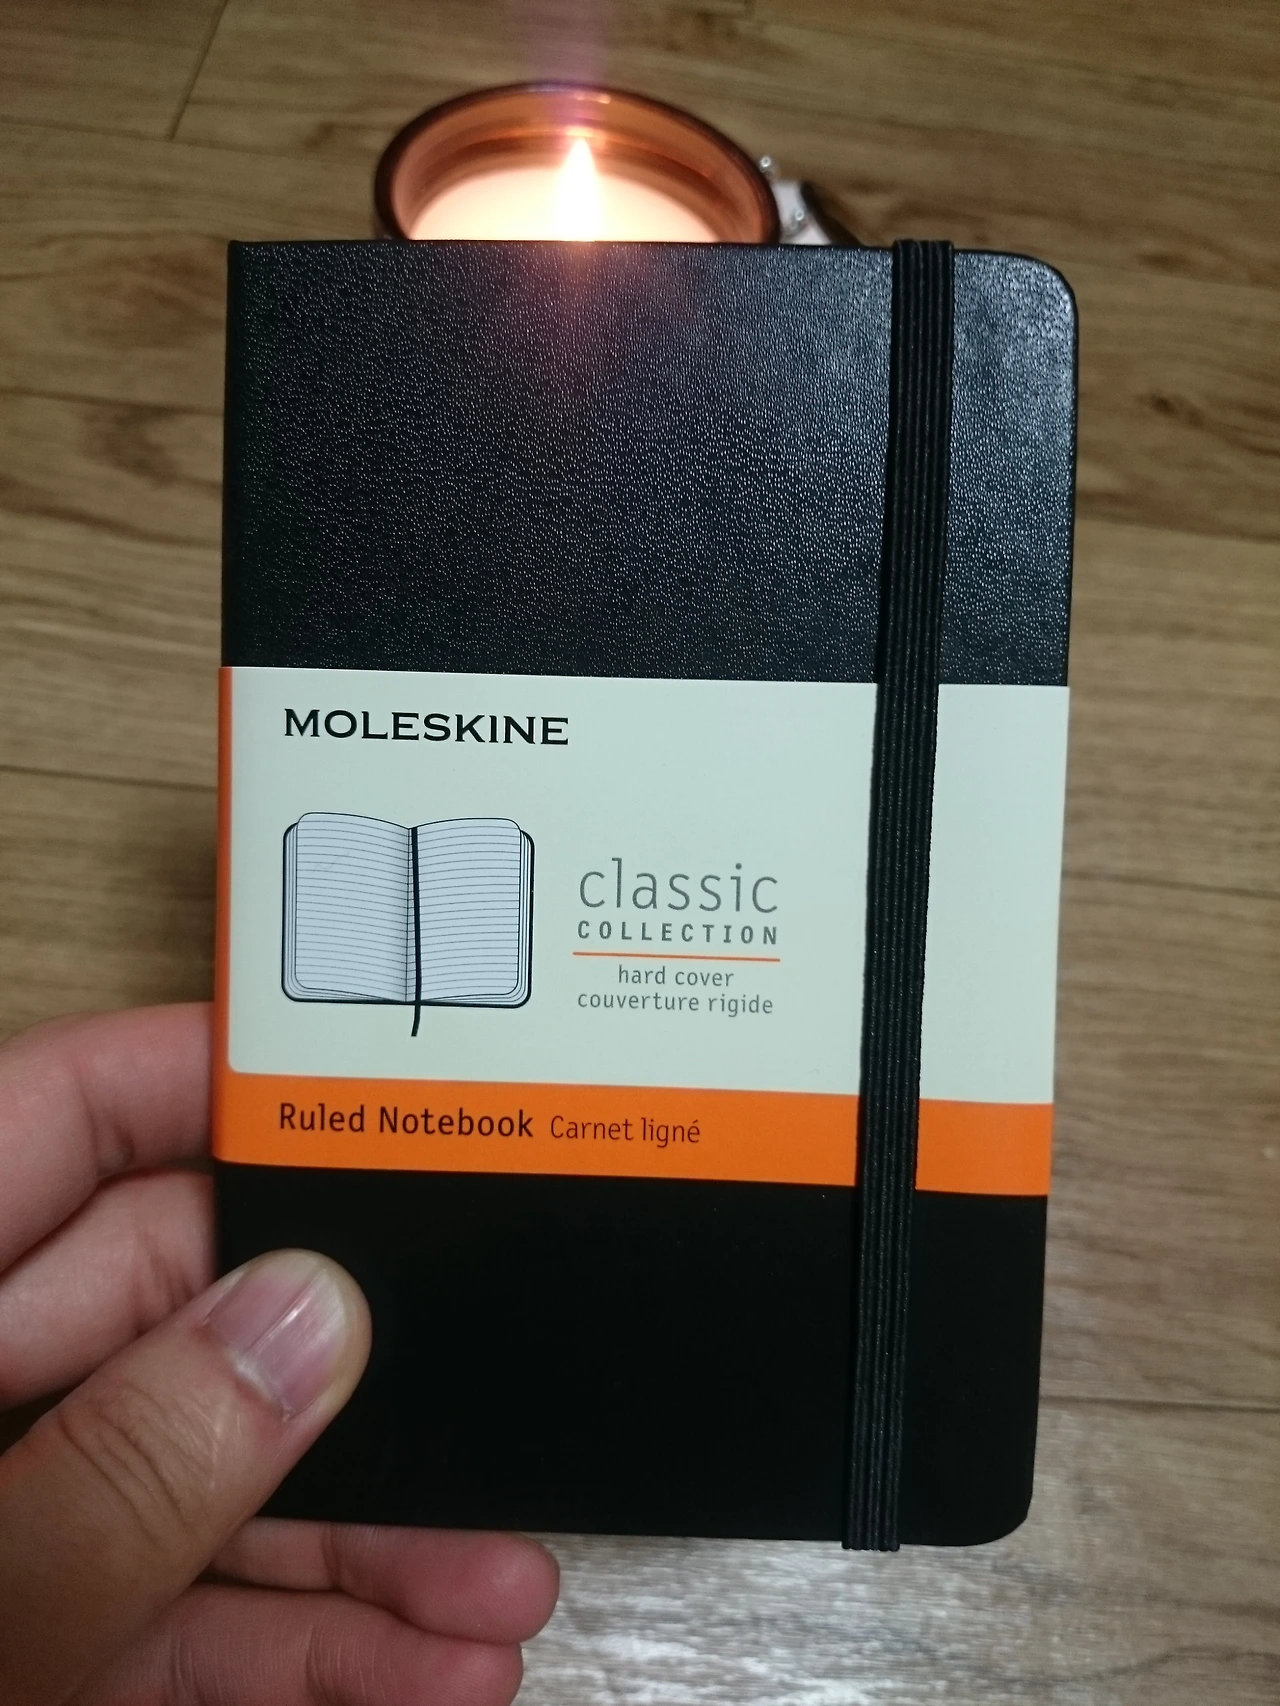 MOLESKINE
classic
COLLECTION
hard cover
couverture rigide
Ruled Notebook Carnet ligné